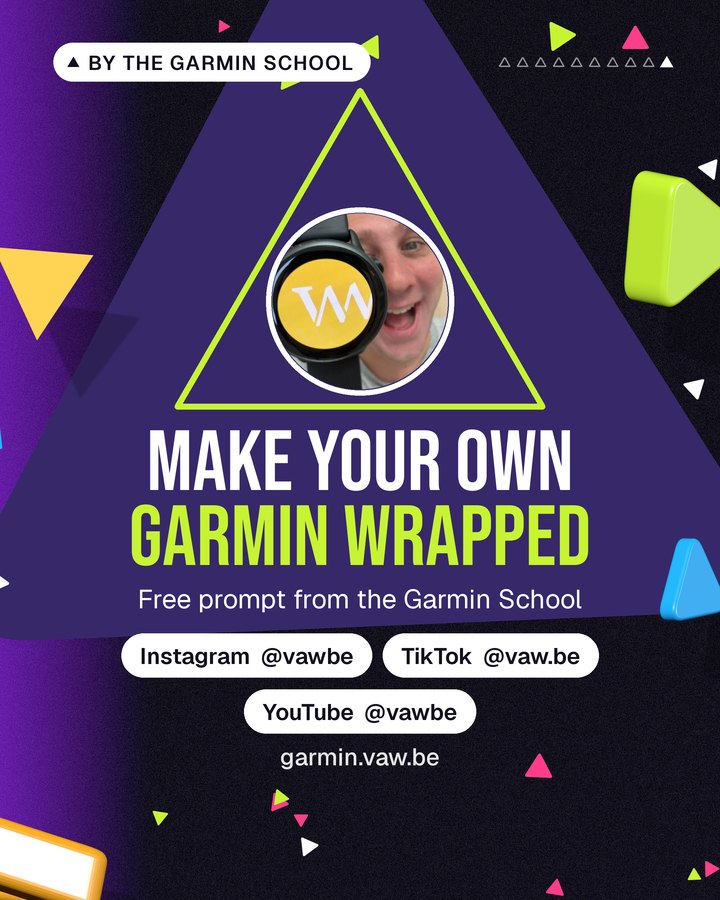 BY THE GARMIN SCHOOL
VM
MAKE YOUR OWN
GARMIN WRAPPED
Free prompt from the Garmin School
Instagram @vawbe
TikTok @vaw.be
YouTube @vawbe
garmin.vaw.be